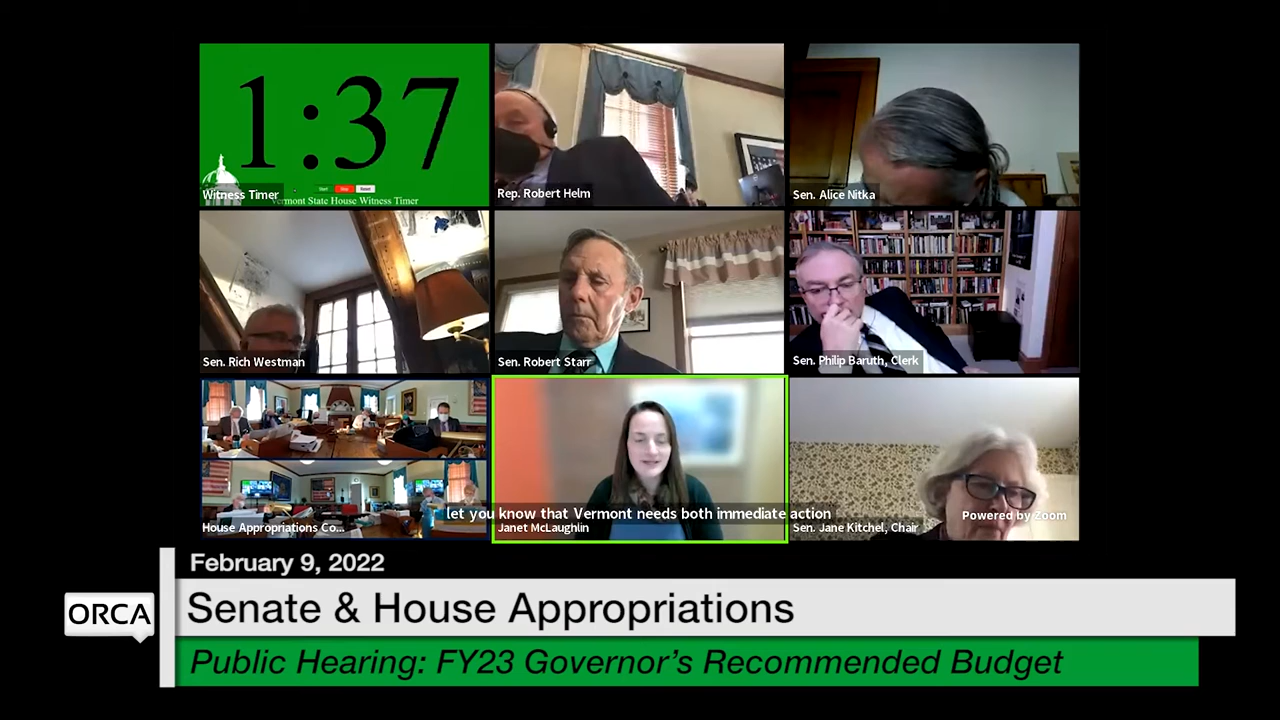 1:37
Start Stop Reset
Witness Timer
Vermont State House Witness Timer
Rep. Robert Helm
Sen. Alice Nitka
Sen. Rich Westman
Sen. Robert Starr
Sen. Philip Baruth, Clerk
House Appropriations Co...
let you know that Vermont needs both immediate action
Janet McLaughlin
Powered by Zoom
Sen. Jane Kitchel, Chair
February 9, 2022
ORCA
Senate & House Appropriations
Public Hearing: FY23 Governor's Recommended Budget